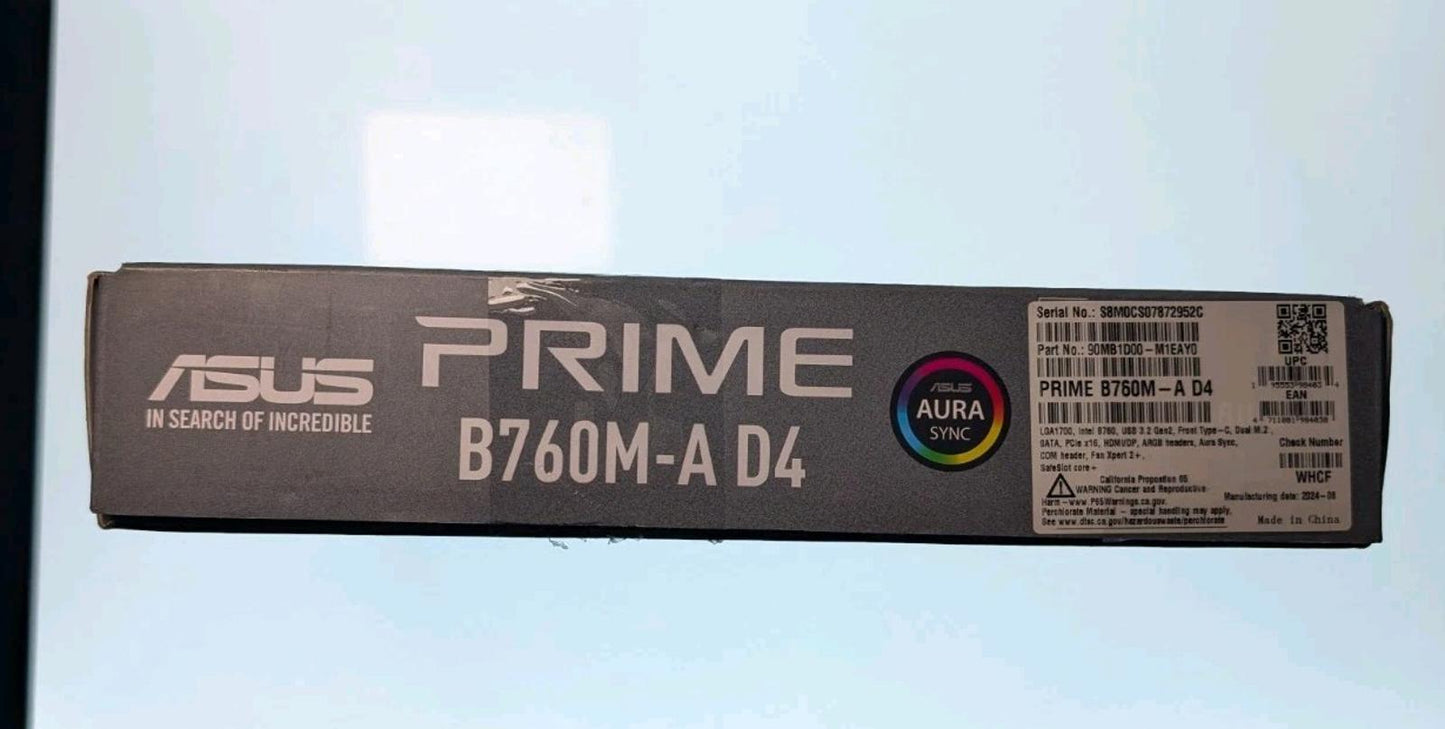 ASUS
IN SEARCH OF INCREDIBLE
PRIME
B760M-A D4
ASUS
AURA
SYNC
Serial No.: S8M0CS07872952C
Part No.: 90MB1D00-M1EAY0
PRIME B760M-A D4
LGA1700, Intel B760, USB 3.2 Gen2, Front Type-C, Dual M.2,
SATA, PCIe x16, HDMI/DP, ARGB headers, Aura Sync,
COM header, Fan Xpert 2+,
SafeSlot core+
California Proposition 65
WARNING Cancer and Reproductive
Harm-www.P65Warnings.ca.gov.
Perchlorate Material - special handling may apply.
See www.dtsc.ca.gov/hazardouswaste/perchlorate
UPC
EAN
Check Number
WHCF
Manufacturing date: 2024-06
Made in China